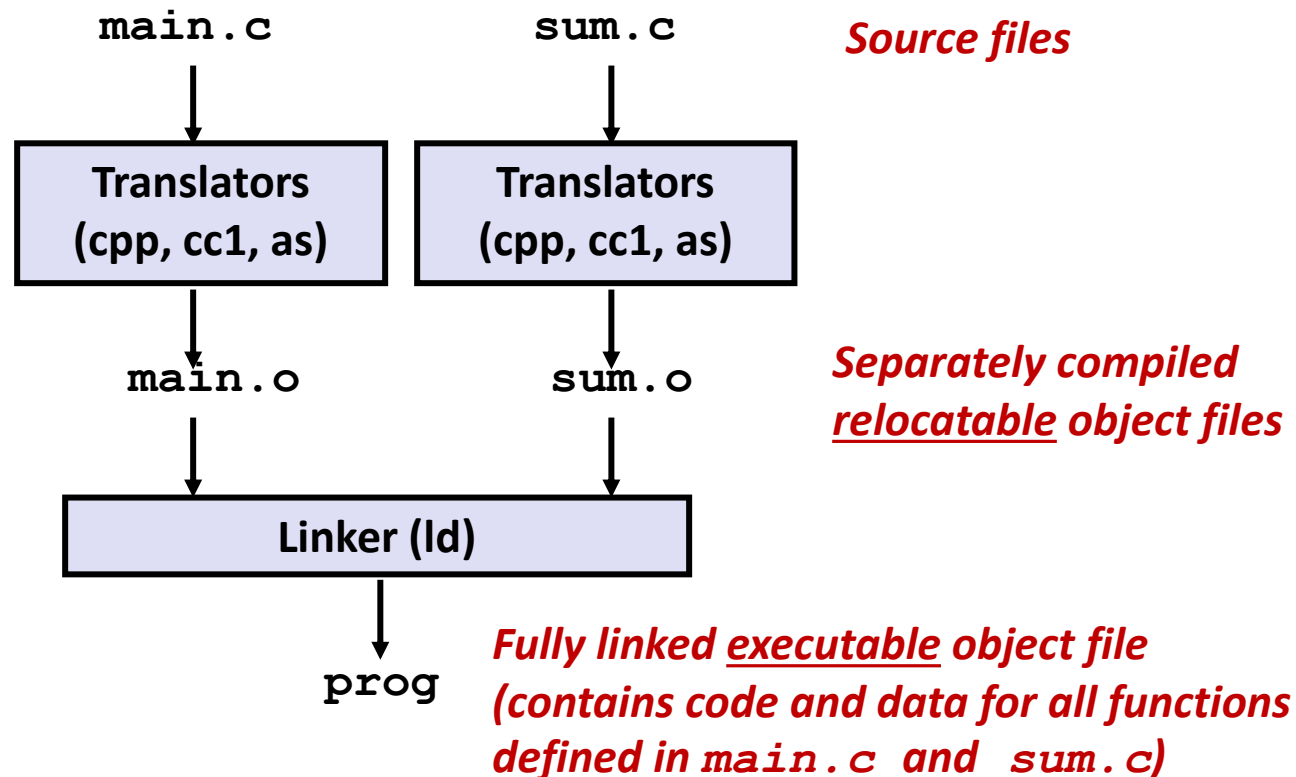 main.c sum.c Source files
Translators Translators
(cpp, cc1, as) (cpp, cc1, as)
main.o sum.o Separately compiled
relocatable object files
Linker (ld)
prog Fully linked executable object file
(contains code and data for all functions
defined in main.c and sum.c)